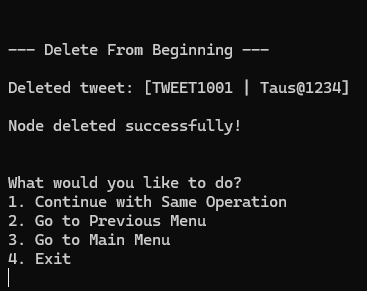 --- Delete From Beginning ---
Deleted tweet: [TWEET1001 | Taus@1234]
Node deleted successfully!
What would you like to do?
1. Continue with Same Operation
2. Go to Previous Menu
3. Go to Main Menu
4. Exit